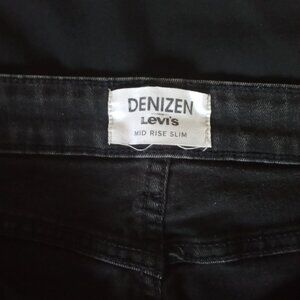 DENIZEN
Levi's
MID RISE SLIM